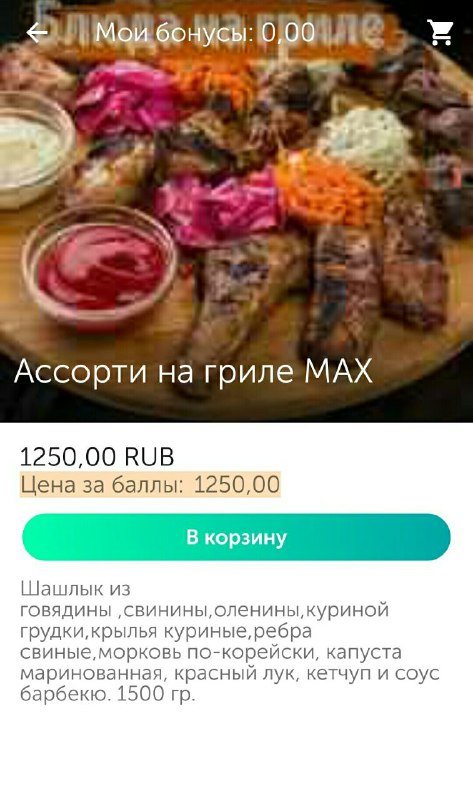 Мои бонусы: 0,00
Ассорти на гриле MAX
1250,00 RUB
Цена за баллы: 1250,00
В корзину
Шашлык из
говядины ,свинины,оленины,куриной
грудки,крылья куриные,ребра
свиные,морковь по-корейски, капуста
маринованная, красный лук, кетчуп и соус
барбекю. 1500 гр.